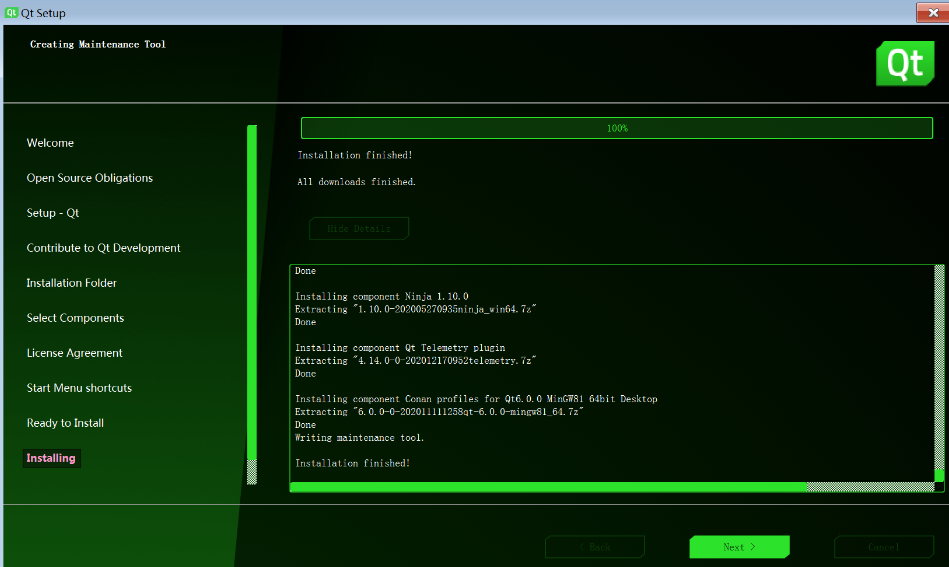 Qt Qt Setup
Creating Maintenance Tool
Qt
Welcome
Open Source Obligations
Setup - Qt
Contribute to Qt Development
Installation Folder
Select Components
License Agreement
Start Menu shortcuts
Ready to Install
Installing
100%
Installation finished!
All downloads finished.
Hide Details
Done
Installing component Ninja 1.10.0
Extracting "1.10.0-202005270935ninja_win64.7z"
Done
Installing component Qt Telemetry plugin
Extracting "4.14.0-0-202012170952telemetry.7z"
Done
Installing component Conan profiles for Qt6.0.0 MinGW81 64bit Desktop
Extracting "6.0.0-0-202011111258qt-6.0.0-mingw81_64.7z"
Done
Writing maintenance tool.
Installation finished!
< Back
Next >
Cancel